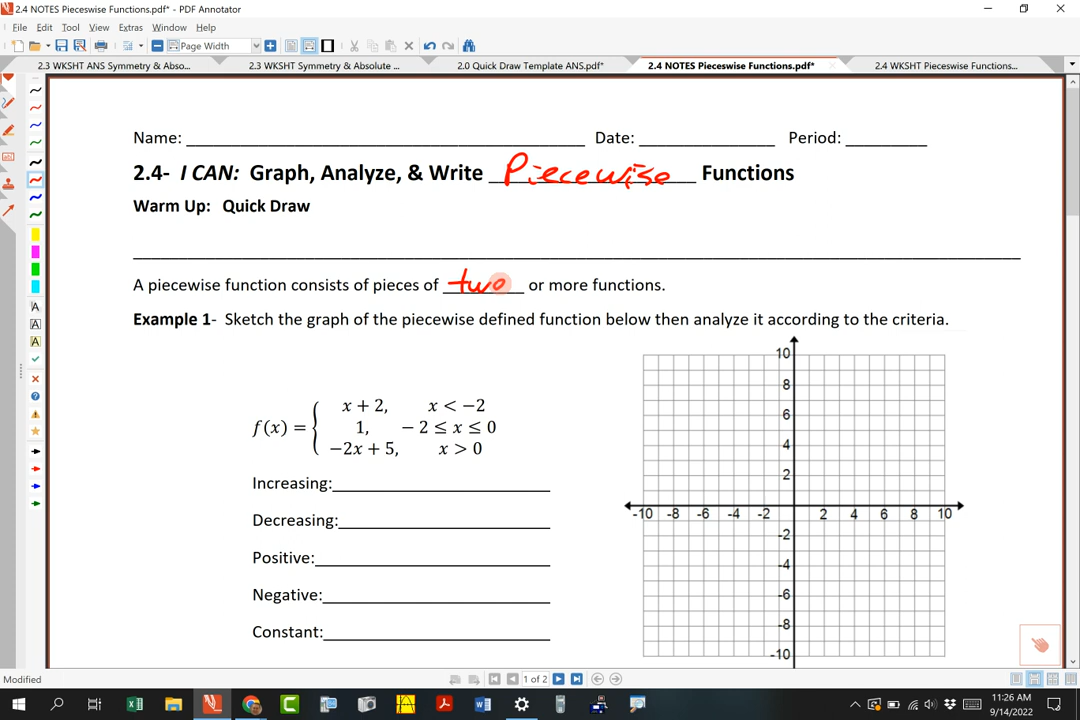 2.4 NOTES Pieceswise Functions.pdf* - PDF Annotator
File Edit Tool View Extras Window Help
Page Width
2.3 WKSHT ANS Symmetry & Abso... 2.3 WKSHT Symmetry & Absolute ... 2.0 Quick Draw Template ANS.pdf* 2.4 NOTES Pieceswise Functions.pdf* 2.4 WKSHT Pieceswise Functions...
Name: Date: Period:
2.4- I CAN: Graph, Analyze, & Write Piecewise Functions
Warm Up: Quick Draw
A piecewise function consists of pieces of two or more functions.
Example 1- Sketch the graph of the piecewise defined function below then analyze it according to the criteria.
x + 2, x < −2
f(x) = { 1, − 2 ≤ x ≤ 0
−2x + 5, x > 0
Increasing:
Decreasing:
Positive:
Negative:
Constant:
10
8
6
4
2
-10 -8 -6 -4 -2 2 4 6 8 10
-2
-4
-6
-8
-10
Modified 1 of 2
11:26 AM
9/14/2022